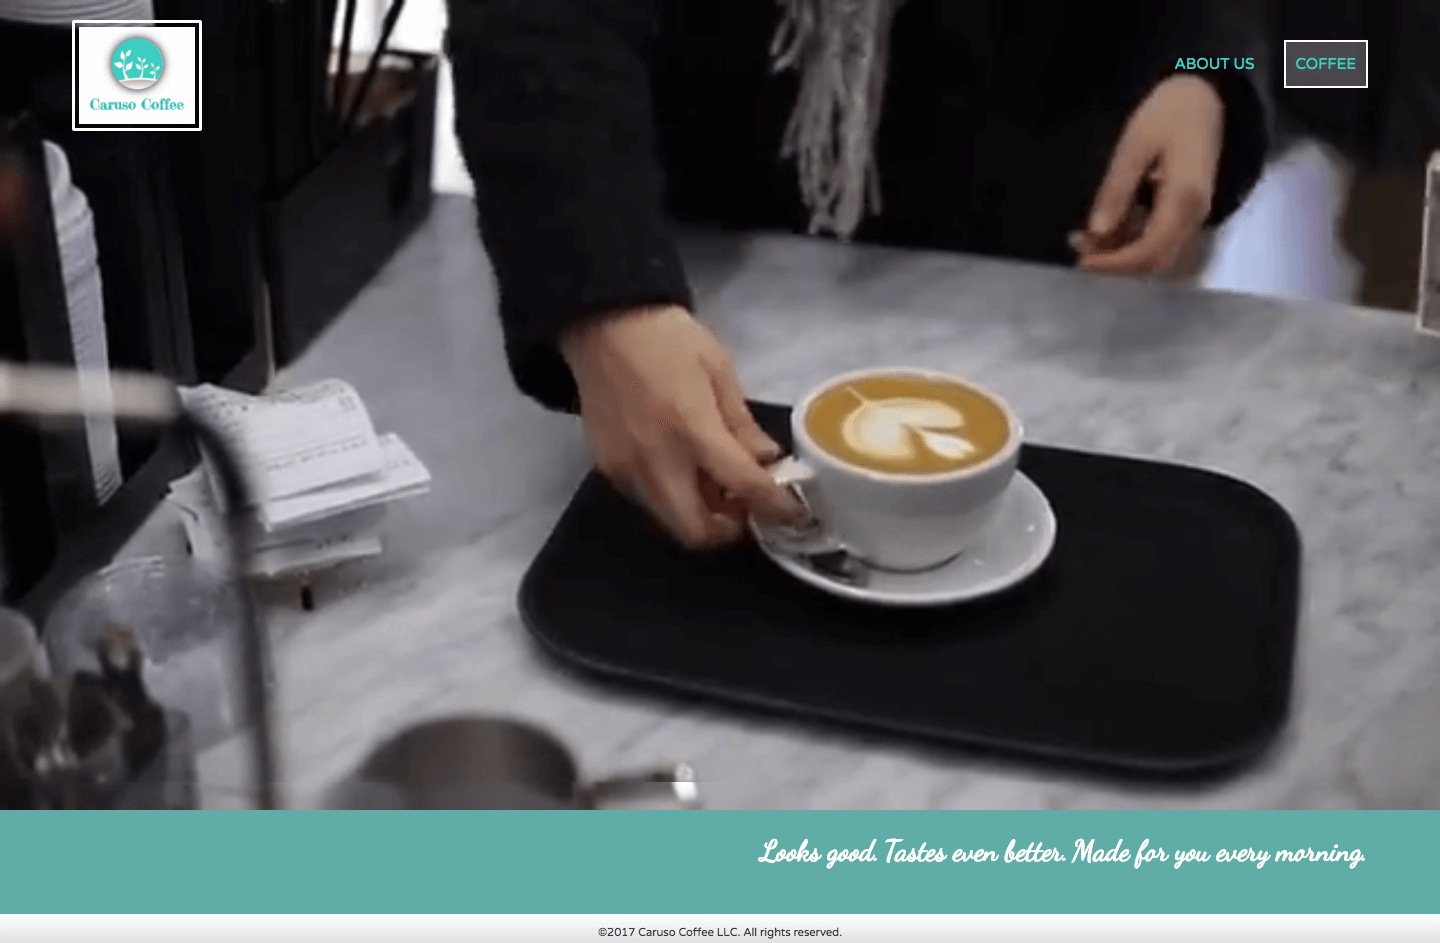 Caruso Coffee
ABOUT US
COFFEE
Looks good. Tastes even better. Made for you every morning.
©2017 Caruso Coffee LLC. All rights reserved.